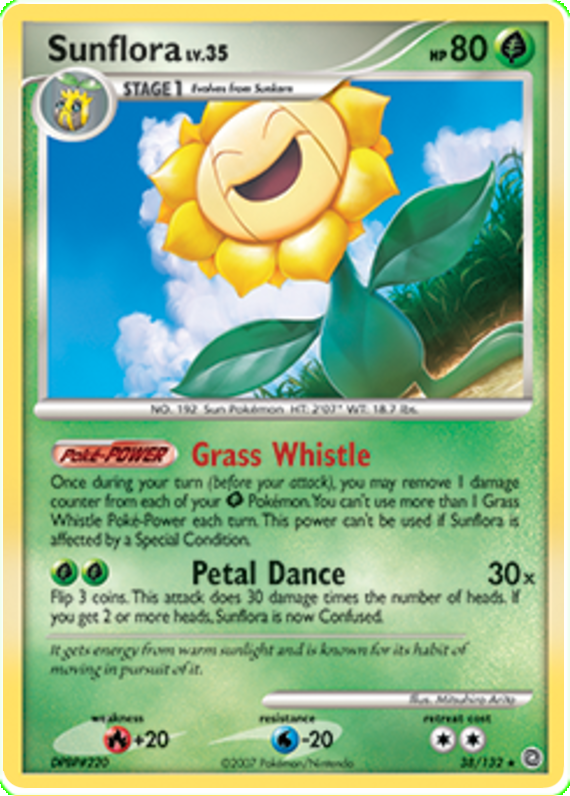 Sunflora LV.35
HP 80
STAGE 1 Evolves from Sunkern
NO. 192 Sun Pokémon HT: 2'07" WT: 18.7 lbs.
Poké-POWER Grass Whistle
Once during your turn (before your attack), you may remove 1 damage
counter from each of your Pokémon. You can't use more than 1 Grass
Whistle Poké-Power each turn. This power can't be used if Sunflora is
affected by a Special Condition.
Petal Dance 30x
Flip 3 coins. This attack does 30 damage times the number of heads. If
you get 2 or more heads, Sunflora is now Confused.
It gets energy from warm sunlight and is known for its habit of
moving in pursuit of it.
Illus. Mitsuhiro Arita
weakness resistance retreat cost
+20 -20
DPBP#220 ©2007 Pokémon/Nintendo 38/132 ★